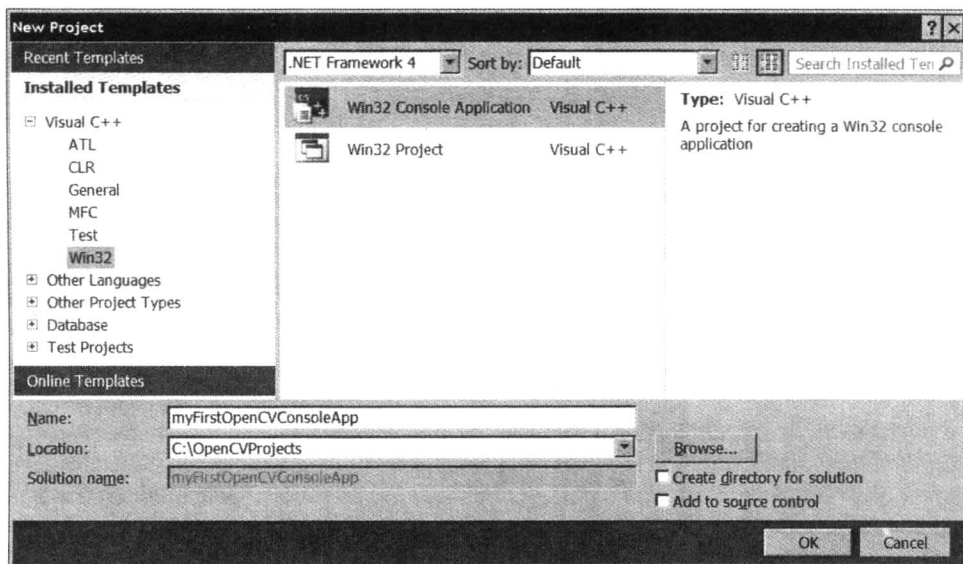 New Project
Recent Templates
Installed Templates
Visual C++
ATL
CLR
General
MFC
Test
Win32
Other Languages
Other Project Types
Database
Test Projects
Online Templates
.NET Framework 4 Sort by: Default Search Installed Ten
Win32 Console Application Visual C++
Win32 Project Visual C++
Type: Visual C++
A project for creating a Win32 console
application
Name: myFirstOpenCVConsoleApp
Location: C:\OpenCVProjects Browse...
Solution name: myFirstOpenCVConsoleApp
Create directory for solution
Add to source control
OK Cancel